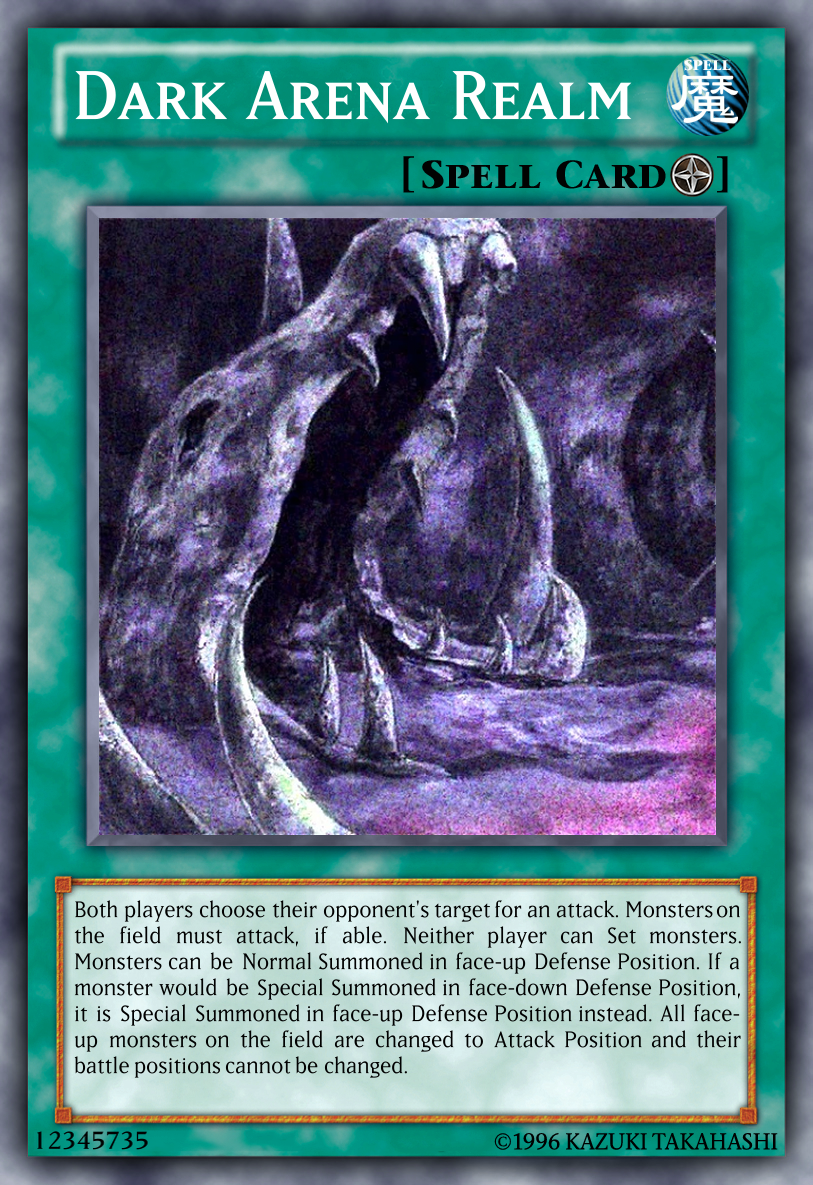 DARK ARENA REALM
SPELL
魔
[SPELL CARD]
Both players choose their opponent's target for an attack. Monsters on
the field must attack, if able. Neither player can Set monsters.
Monsters can be Normal Summoned in face-up Defense Position. If a
monster would be Special Summoned in face-down Defense Position,
it is Special Summoned in face-up Defense Position instead. All face-
up monsters on the field are changed to Attack Position and their
battle positions cannot be changed.
12345735 ©1996 KAZUKI TAKAHASHI